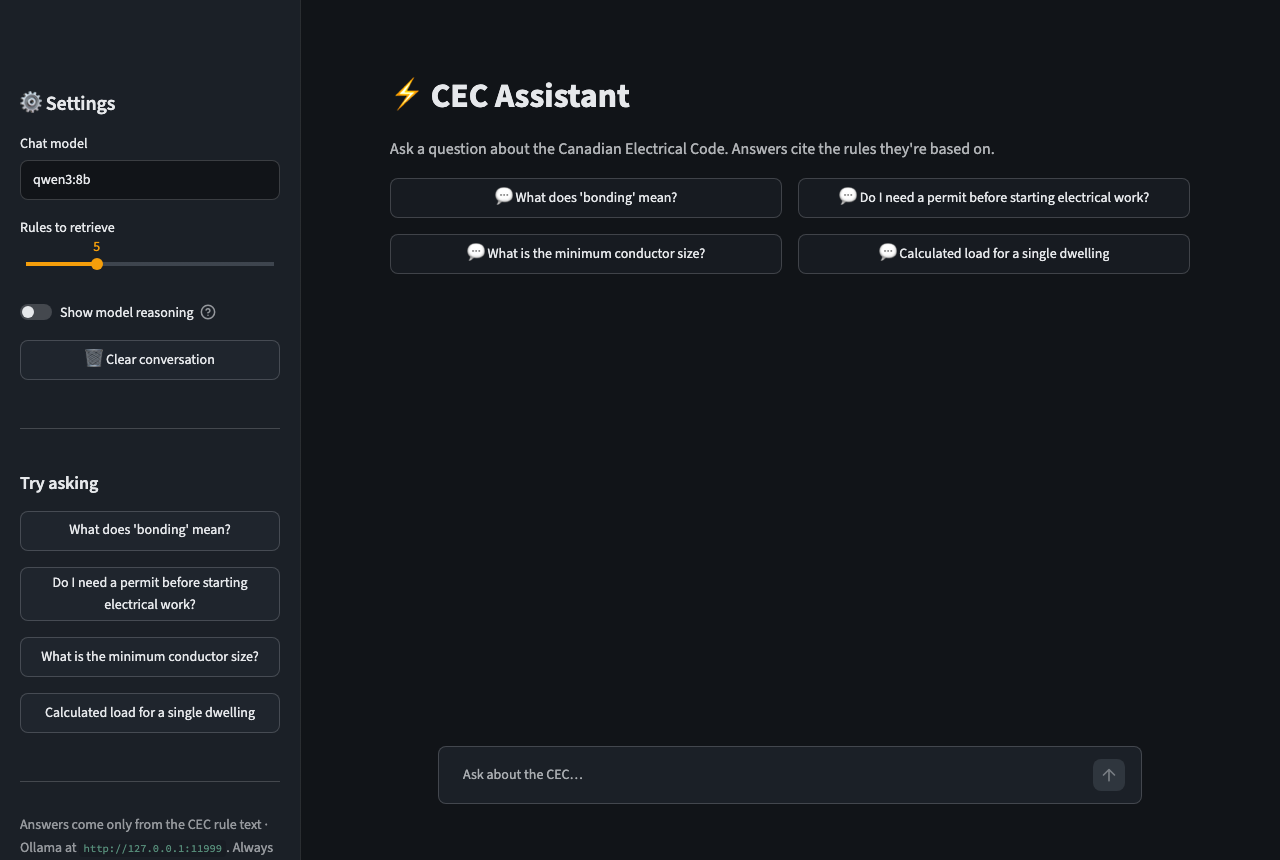 Settings
Chat model
qwen3:8b
Rules to retrieve
5
Show model reasoning
Clear conversation
Try asking
What does 'bonding' mean?
Do I need a permit before starting
electrical work?
What is the minimum conductor size?
Calculated load for a single dwelling
Answers come only from the CEC rule text ·
Ollama at http://127.0.0.1:11999 . Always
CEC Assistant
Ask a question about the Canadian Electrical Code. Answers cite the rules they're based on.
What does 'bonding' mean?
Do I need a permit before starting electrical work?
What is the minimum conductor size?
Calculated load for a single dwelling
Ask about the CEC…